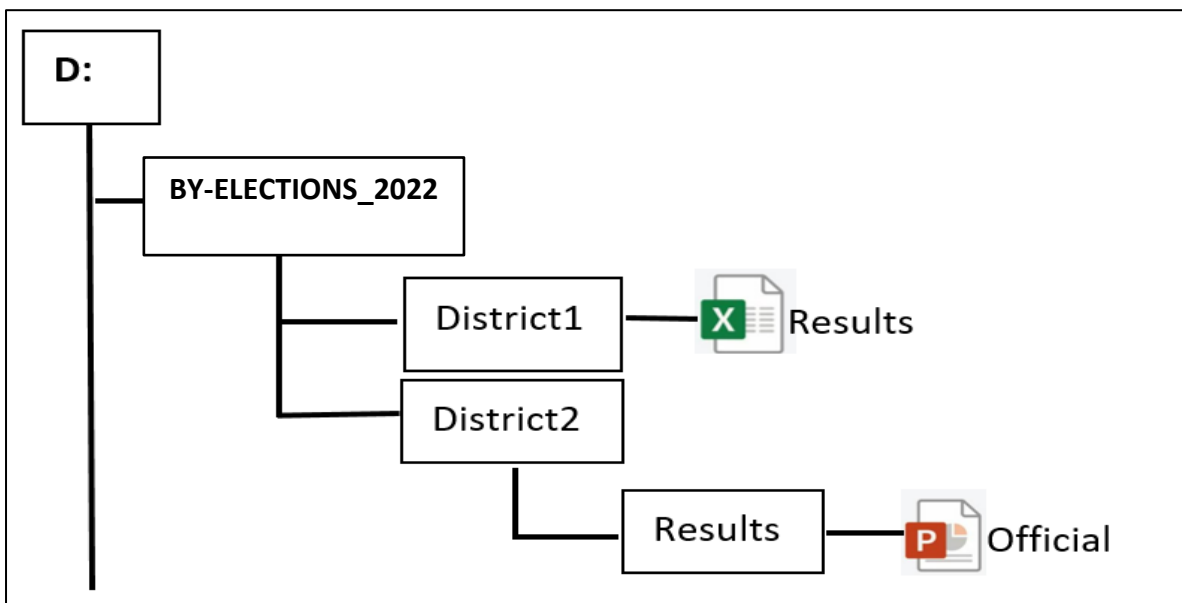 D:
BY-ELECTIONS_2022
District1
X
Results
District2
Results
P
Official